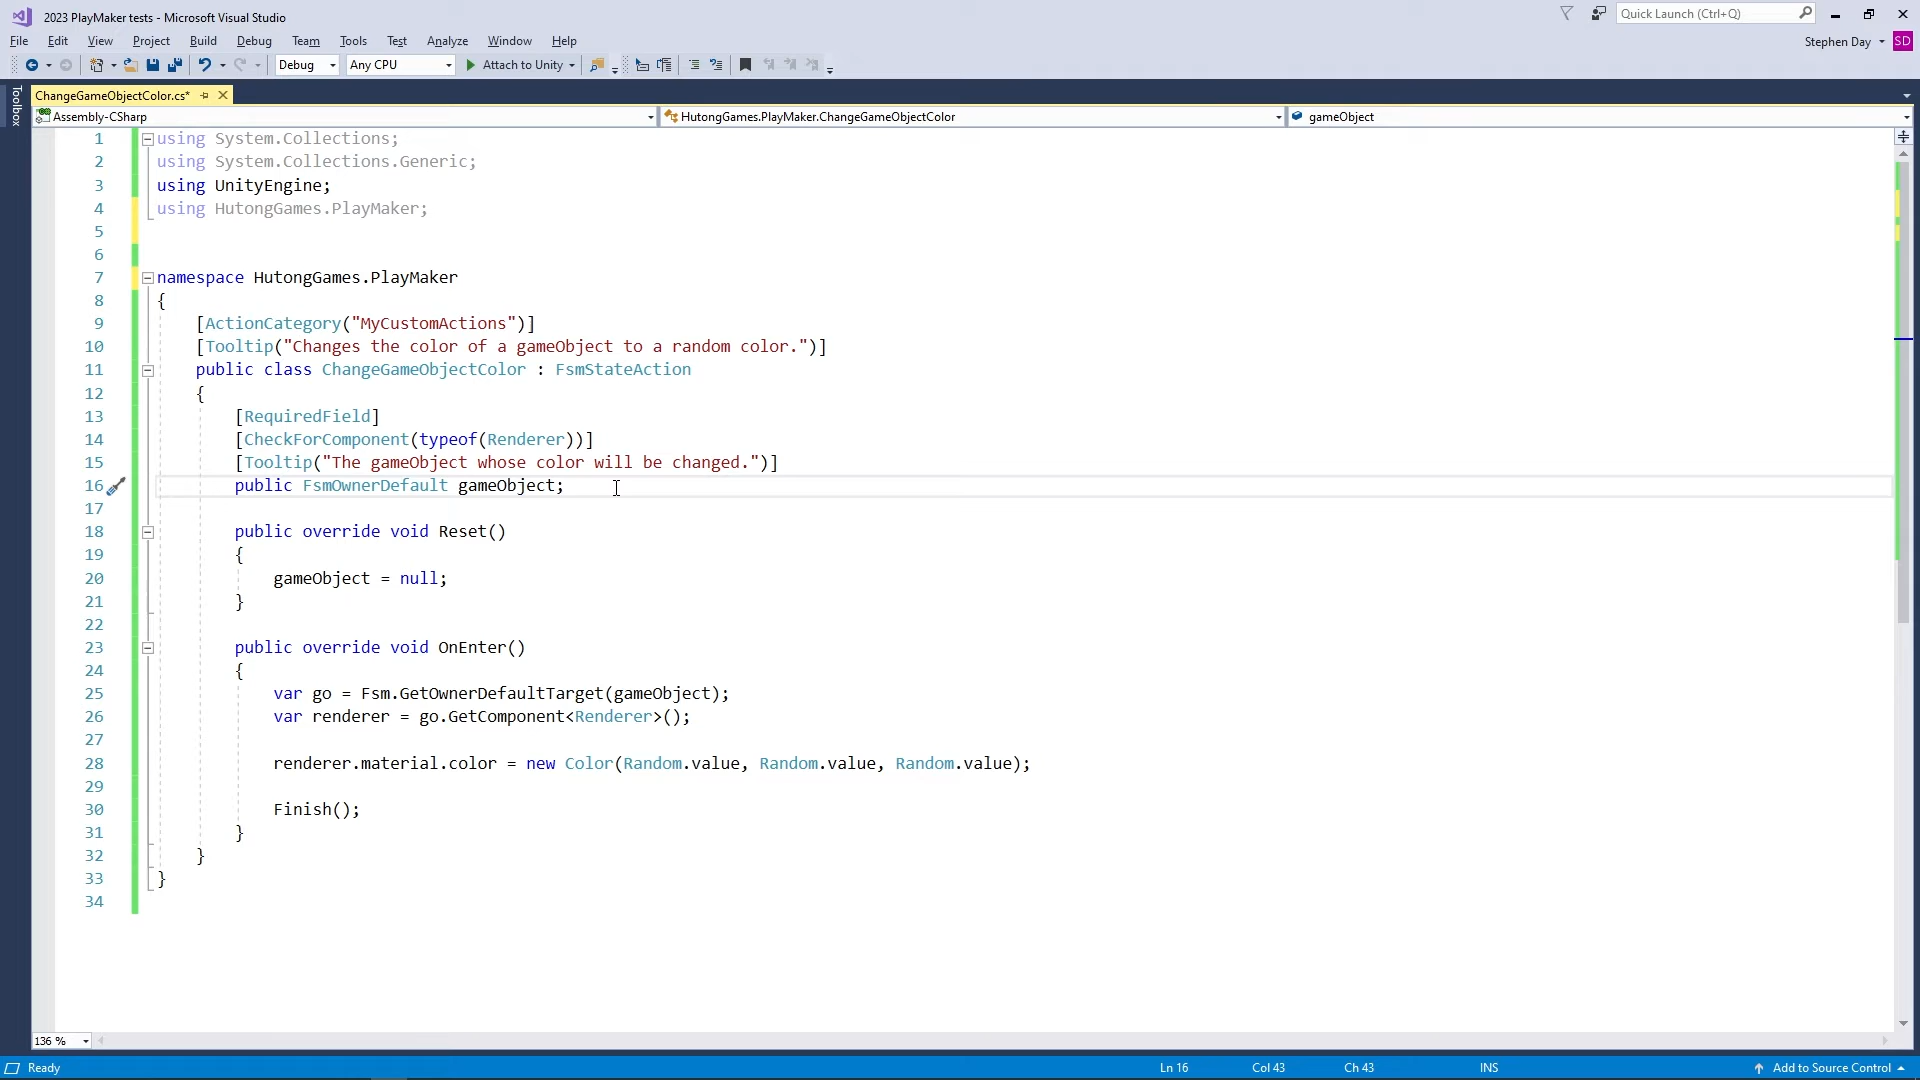 2023 PlayMaker tests - Microsoft Visual Studio
Quick Launch (Ctrl+Q)
File Edit View Project Build Debug Team Tools Test Analyze Window Help
Stephen Day SD
Debug Any CPU Attach to Unity
Toolbox
ChangeGameObjectColor.cs*
Assembly-CSharp HutongGames.PlayMaker.ChangeGameObjectColor gameObject
1 using System.Collections;
2 using System.Collections.Generic;
3 using UnityEngine;
4 using HutongGames.PlayMaker;
5
6
7 namespace HutongGames.PlayMaker
8 {
9 [ActionCategory("MyCustomActions")]
10 [Tooltip("Changes the color of a gameObject to a random color.")]
11 public class ChangeGameObjectColor : FsmStateAction
12 {
13 [RequiredField]
14 [CheckForComponent(typeof(Renderer))]
15 [Tooltip("The gameObject whose color will be changed.")]
16 public FsmOwnerDefault gameObject;
17
18 public override void Reset()
19 {
20 gameObject = null;
21 }
22
23 public override void OnEnter()
24 {
25 var go = Fsm.GetOwnerDefaultTarget(gameObject);
26 var renderer = go.GetComponent<Renderer>();
27
28 renderer.material.color = new Color(Random.value, Random.value, Random.value);
29
30 Finish();
31 }
32 }
33 }
34
136 %
Ready Ln 16 Col 43 Ch 43 INS Add to Source Control